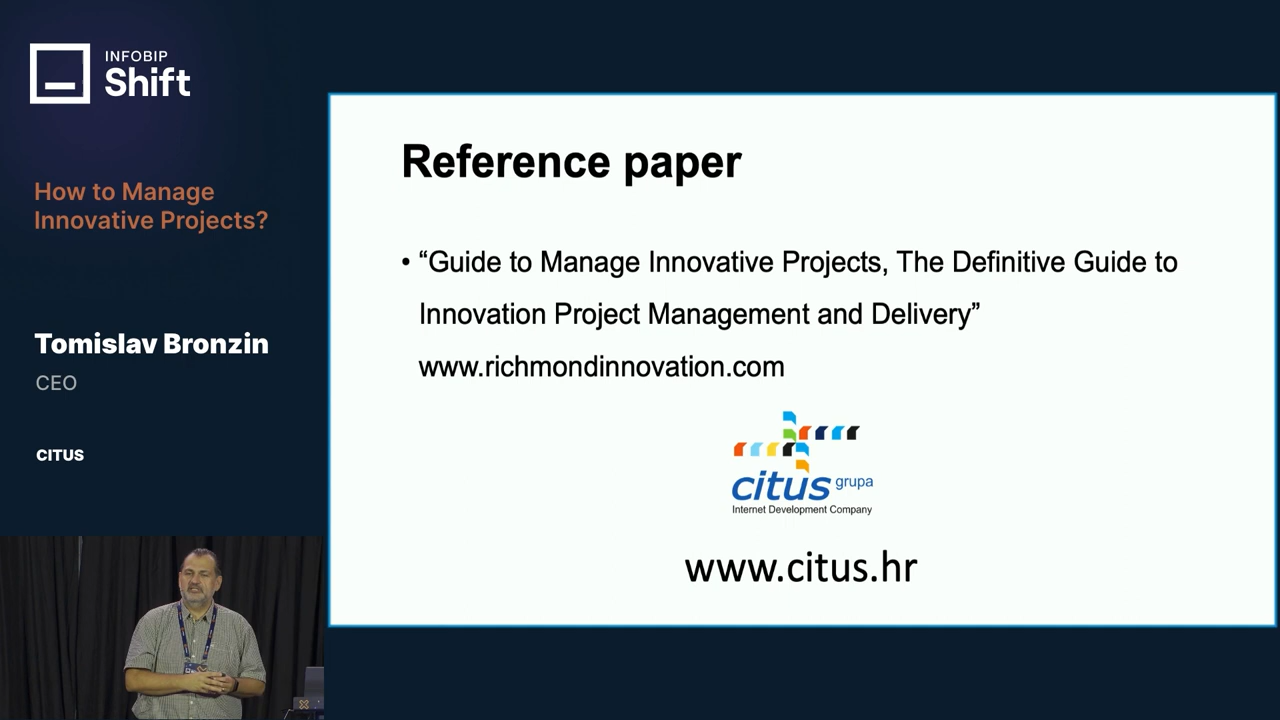 INFOBIP
Shift
How to Manage
Innovative Projects?
Tomislav Bronzin
CEO
CITUS
Reference paper
• “Guide to Manage Innovative Projects, The Definitive Guide to
Innovation Project Management and Delivery”
www.richmondinnovation.com
citus grupa
Internet Development Company
www.citus.hr